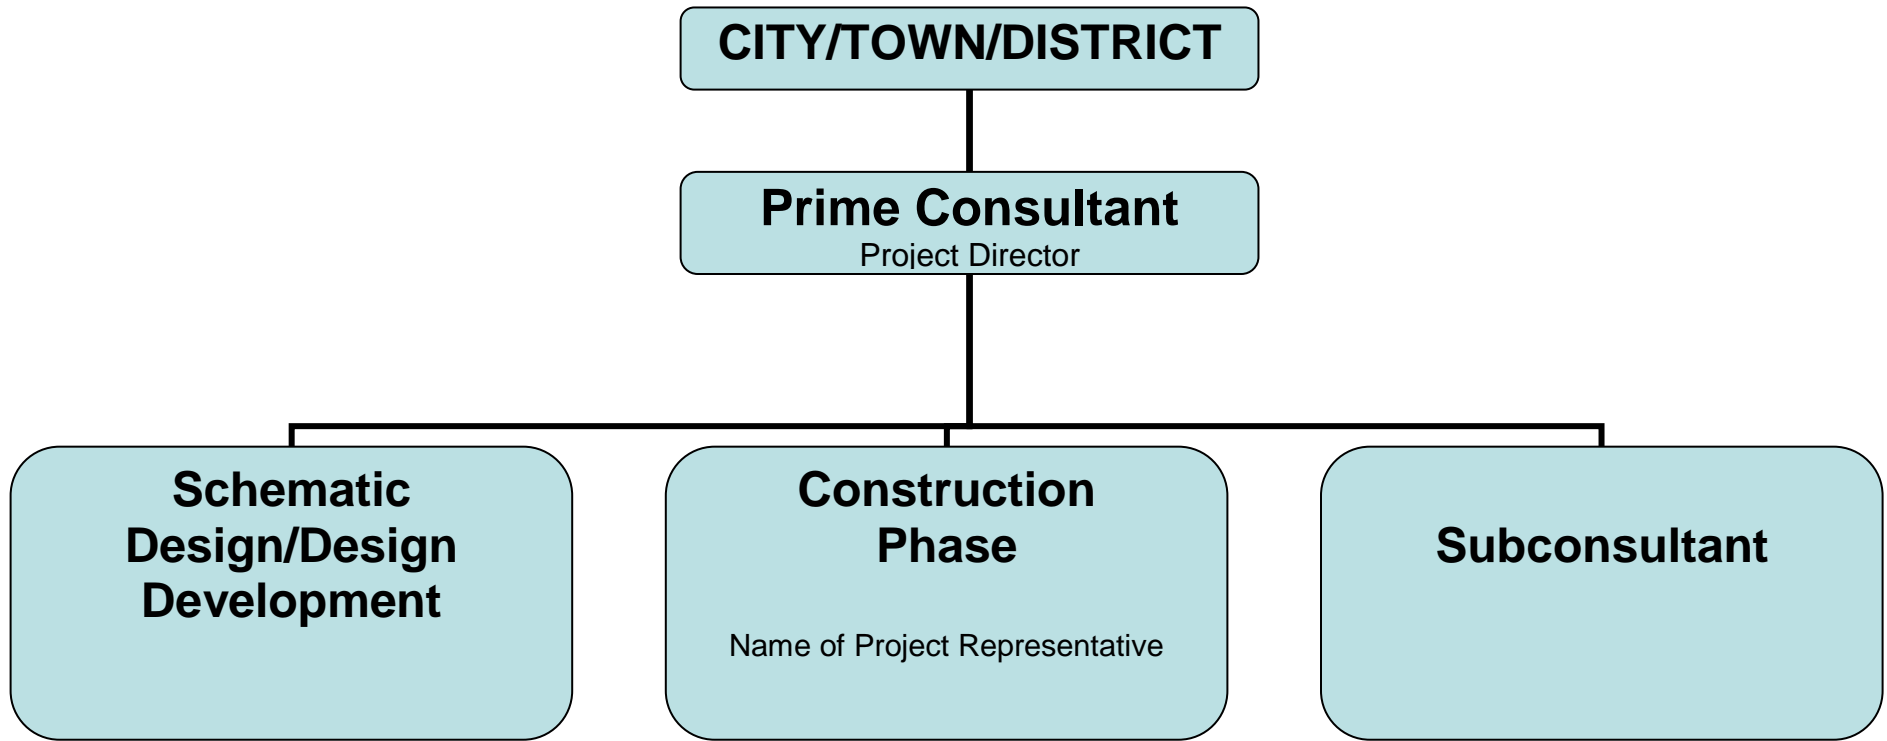 CITY/TOWN/DISTRICT
Prime Consultant
Project Director
Schematic
Design/Design
Development
Construction
Phase
Name of Project Representative
Subconsultant